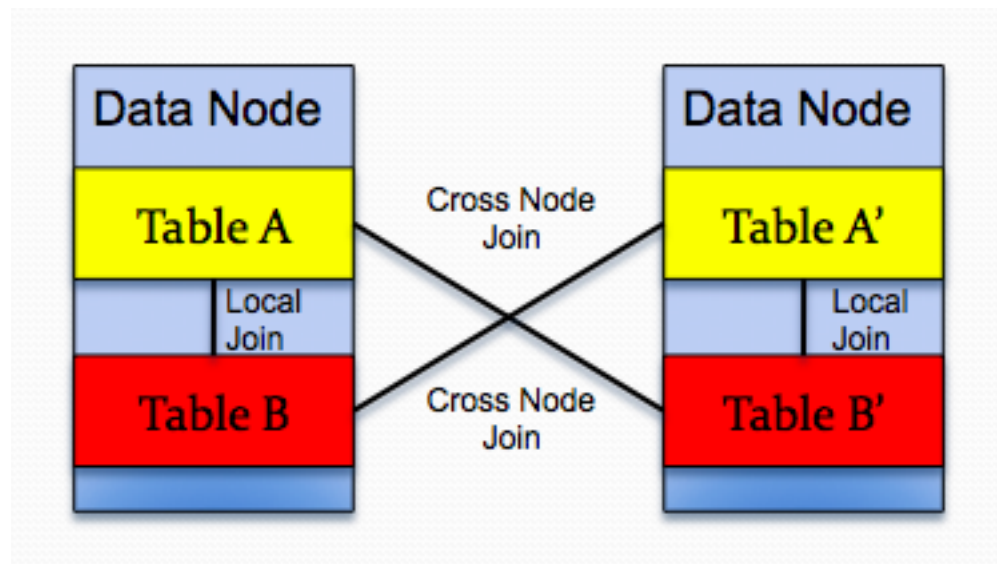 Data Node
Data Node
Table A
Cross Node
Join
Table A’
Local
Join
Local
Join
Table B
Cross Node
Join
Table B’